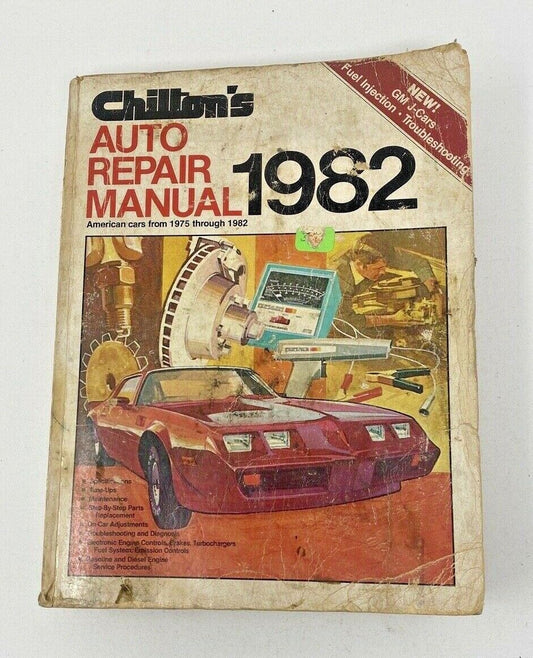 Chilton's
AUTO
REPAIR
MANUAL 1982
American cars from 1975 through 1982
NEW!
GM J-Cars
Fuel Injection • Troubleshooting
• Specifications
• Tune-Ups
• Maintenance
• Step-By-Step Parts
Replacement
On-Car Adjustments
Troubleshooting and Diagnosis
Electronic Engine Controls, Brakes, Turbochargers
Fuel System, Emission Controls
Gasoline and Diesel Engine
Service Procedures